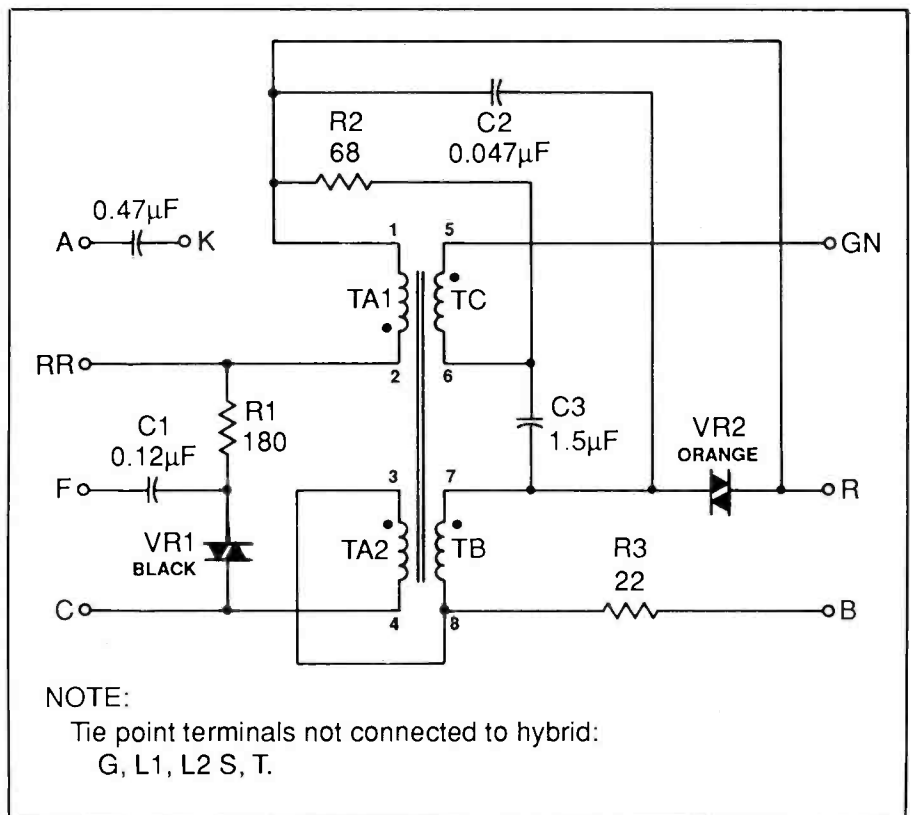 R2
68
C2
0.047µF
0.47µF
A
K
1
5
GN
TA1
TC
RR
2
6
R1
180
C1
0.12µF
C3
1.5µF
VR2
ORANGE
F
3
7
R
VR1
BLACK
TA2
TB
R3
22
C
4
8
B
NOTE:
Tie point terminals not connected to hybrid:
G, L1, L2 S, T.